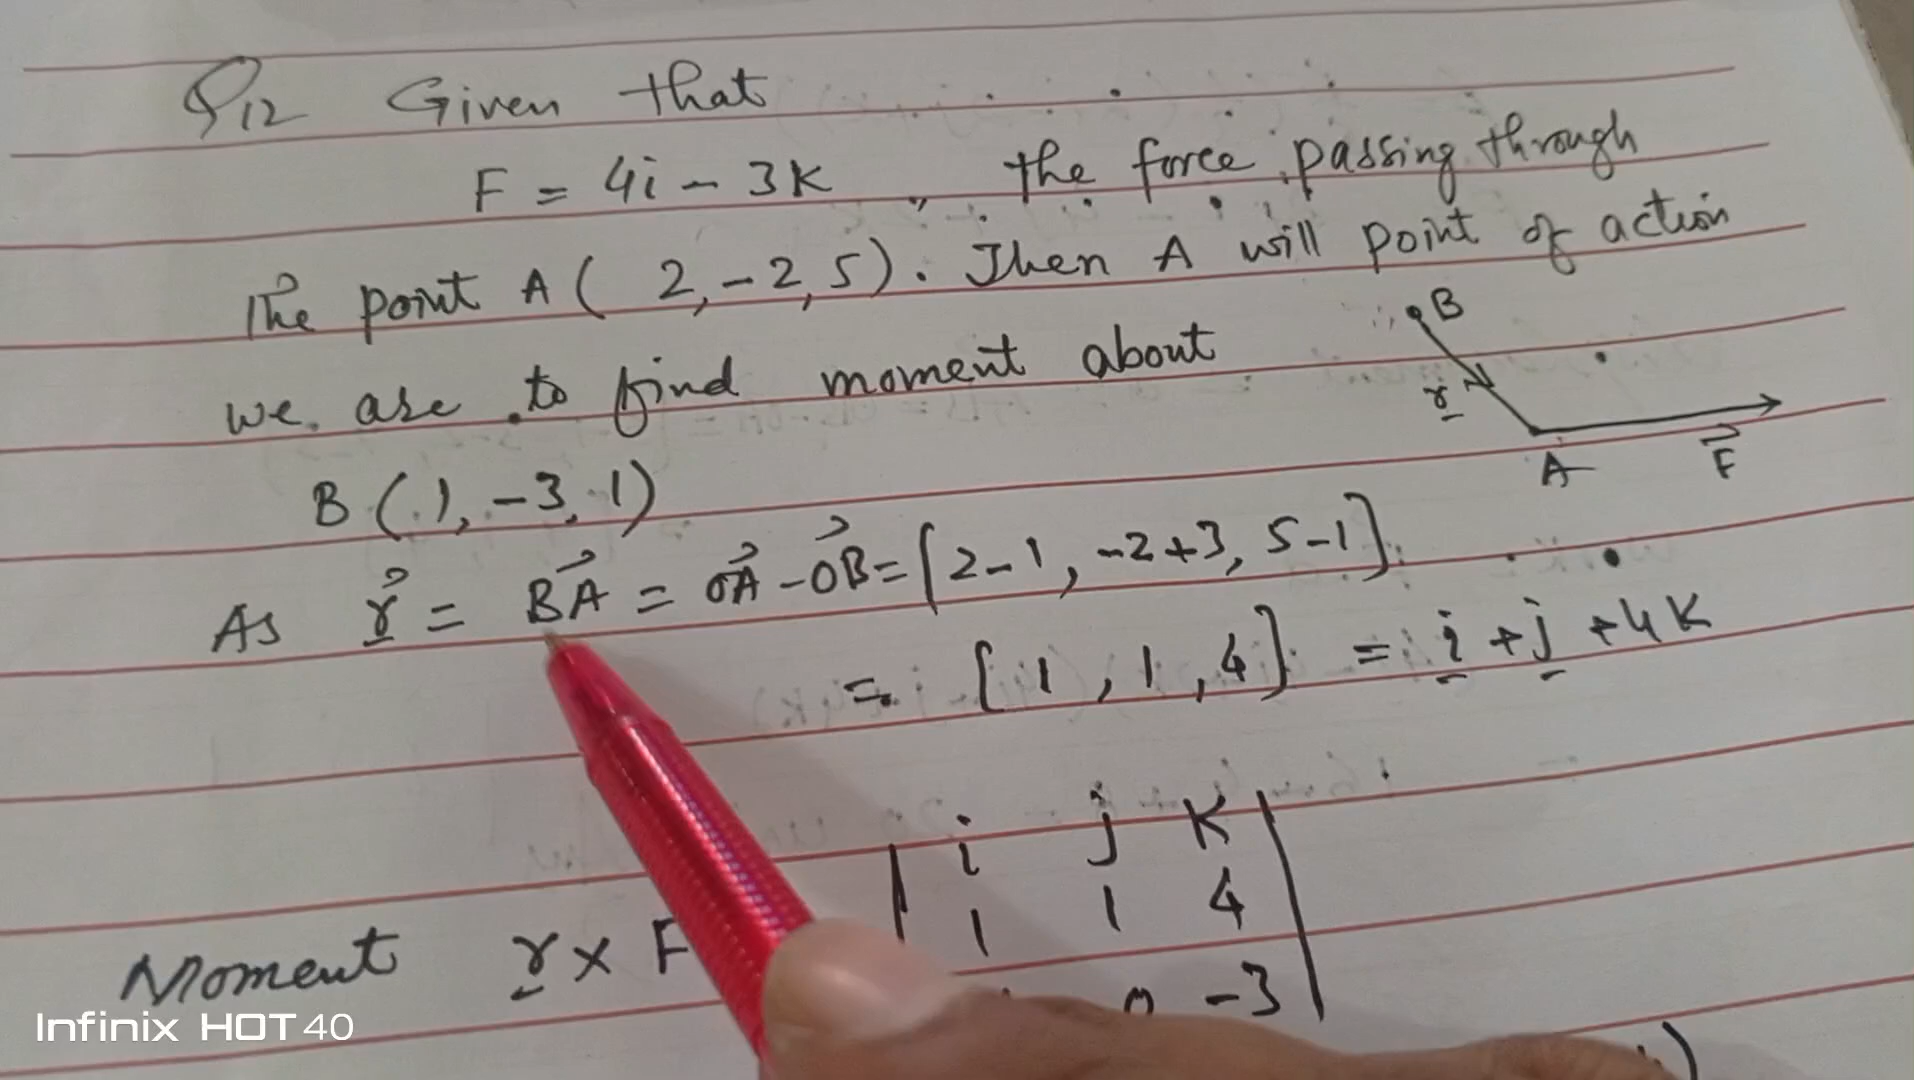 Q12 Given that
F = 4i - 3k , the force passing through
the point A ( 2, -2, 5 ). Then A will point of action
we are to find moment about
B ( 1, -3, 1 )
B
r
A
F⃗
As r⃗ = BA⃗ = OA⃗ - OB⃗ = [2-1, -2+3, 5-1]
= [1, 1, 4] = i + j + 4k
Moment r × F
i j k
1 1 4
0 -3
Infinix HOT 40